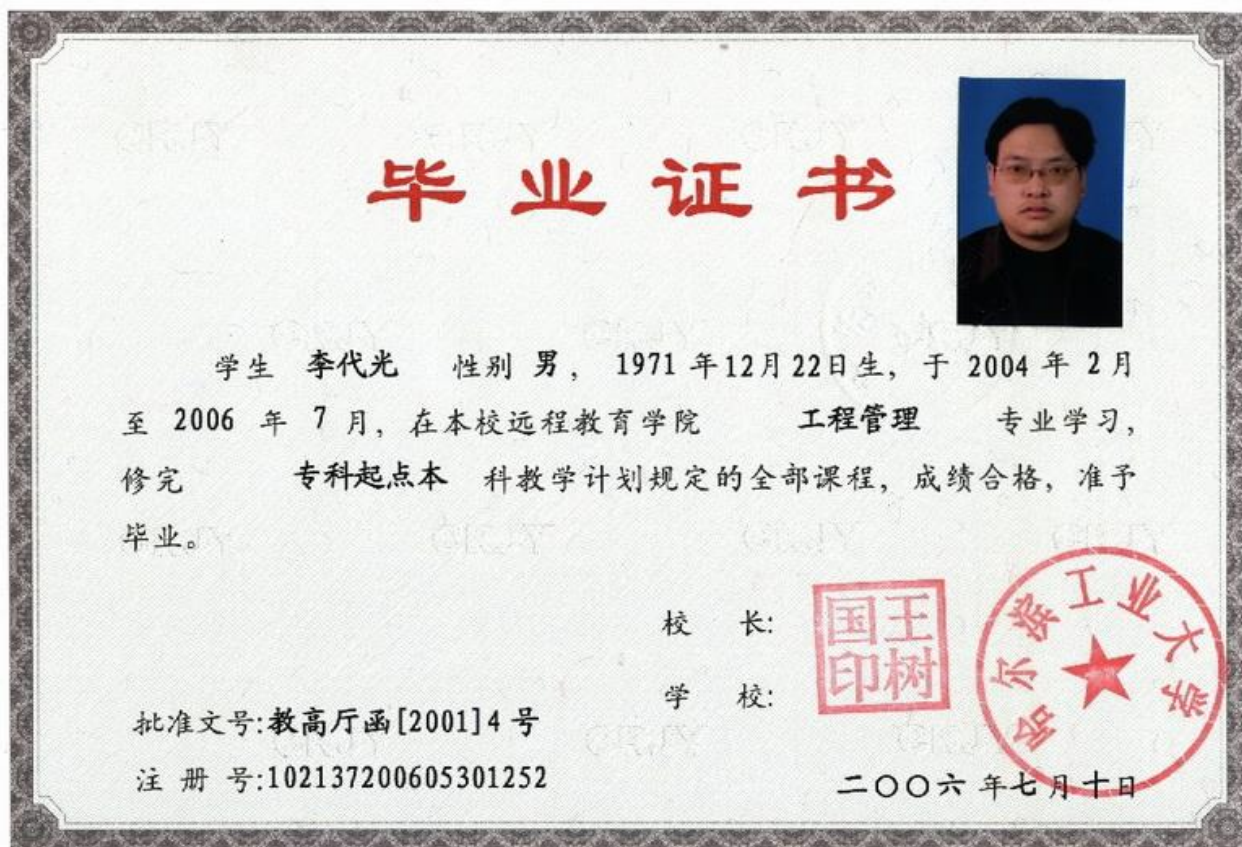 毕业证书
学生 李代光 性别 男, 1971 年12月22日生, 于 2004 年 2月
至 2006 年 7 月, 在本校远程教育学院 工程管理 专业学习,
修完 专科起点本 科教学计划规定的全部课程, 成绩合格, 准予
毕业。
校 长:
国王
印树
学 校:
哈尔滨工业大学
批准文号:教高厅函[2001]4 号
注 册 号:102137200605301252
二〇〇六 年七月十日